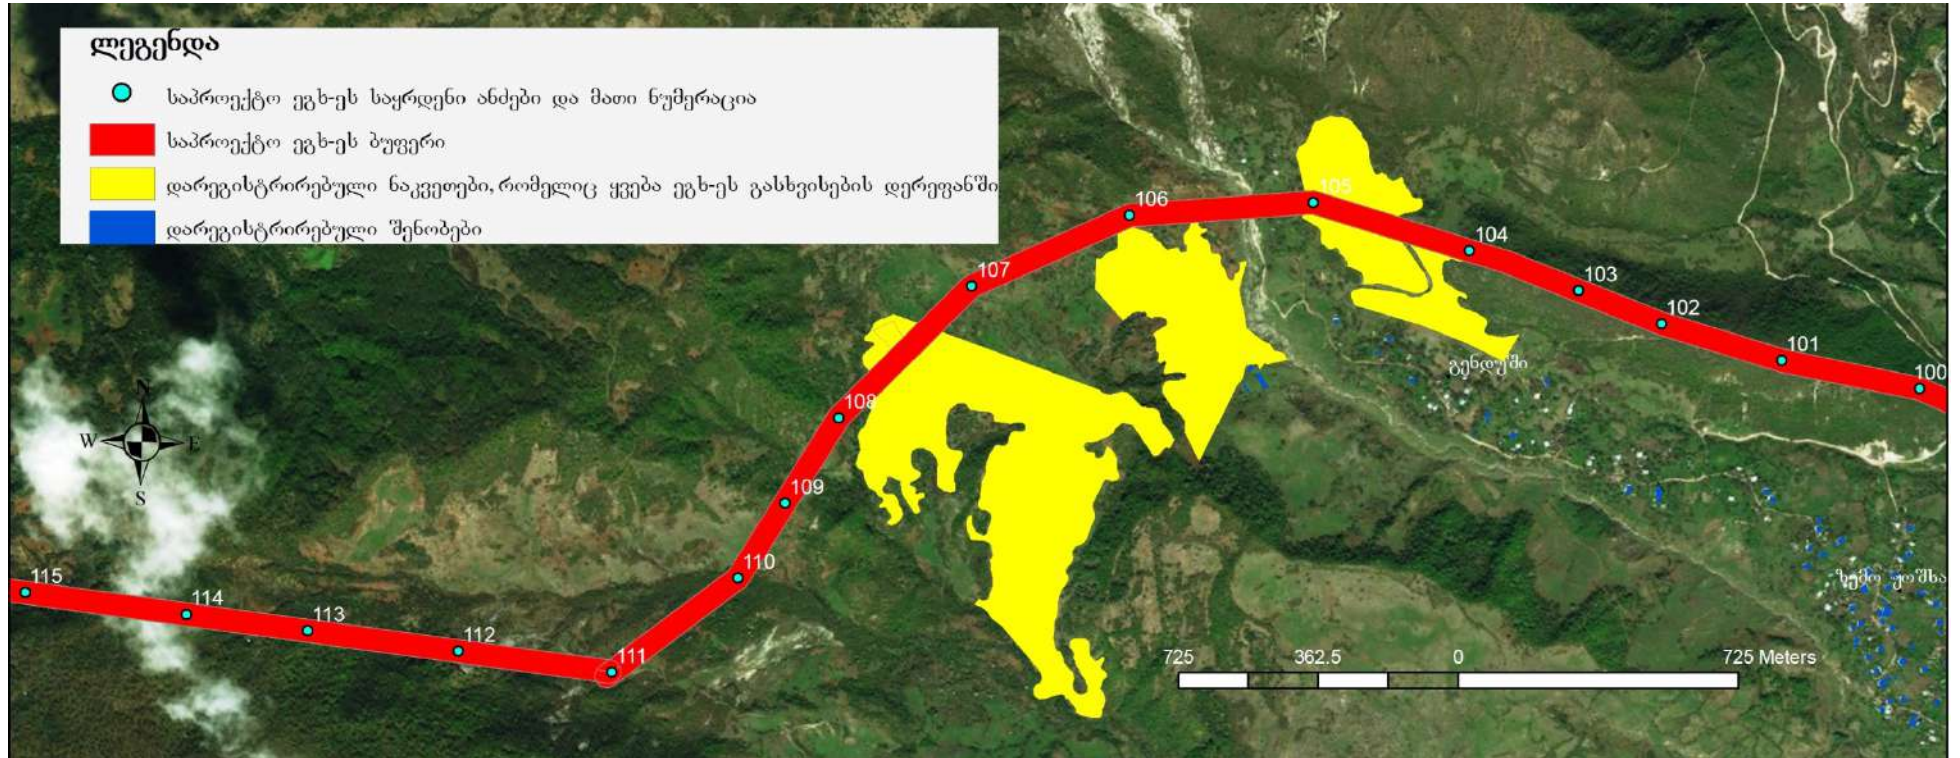 ლეგენდა
საპროექტო ეგხ-ეს საყრდენი ანძები და მათი ნუმერაცია
საპროექტო ეგხ-ეს ბუფერი
დარეგისტრირებული ნაკვეთები, რომელიც ყვება ეგხ-ეს გასხვისების დერეფანში
დარეგისტრირებული შენობები
105
106
104
107
103
102
101
100
გენდუში
108
N
W E
S
109
110
ზემო ყოშხა
115
114
113
112
111
725 362.5 0 725 Meters